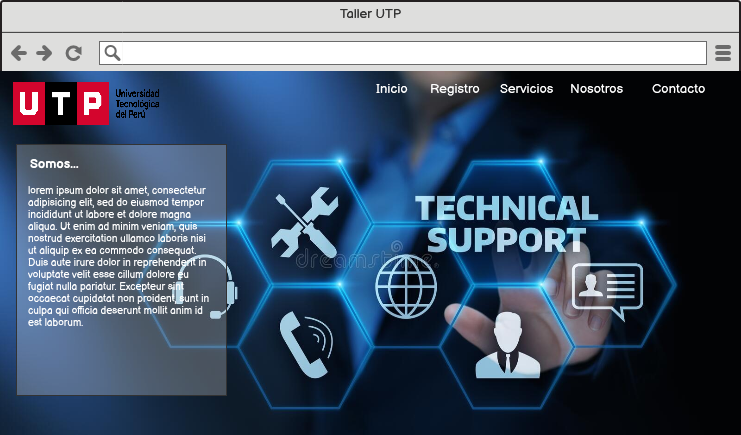 Taller UTP
UTP
Universidad
Tecnológica
del Perú
Inicio Registro Servicios Nosotros Contacto
Somos...
lorem ipsum dolor sit amet, consectetur
adipisicing elit, sed do eiusmod tempor
incididunt ut labore et dolore magna
aliqua. Ut enim ad minim veniam, quis
nostrud exercitation ullamco laboris nisi
ut aliquip ex ea commodo consequat.
Duis aute irure dolor in reprehenderit in
voluptate velit esse cillum dolore eu
fugiat nulla pariatur. Excepteur sint
occaecat cupidatat non proident, sunt in
culpa qui officia deserunt mollit anim id
est laborum.
TECHNICAL
SUPPORT
dreamstime.